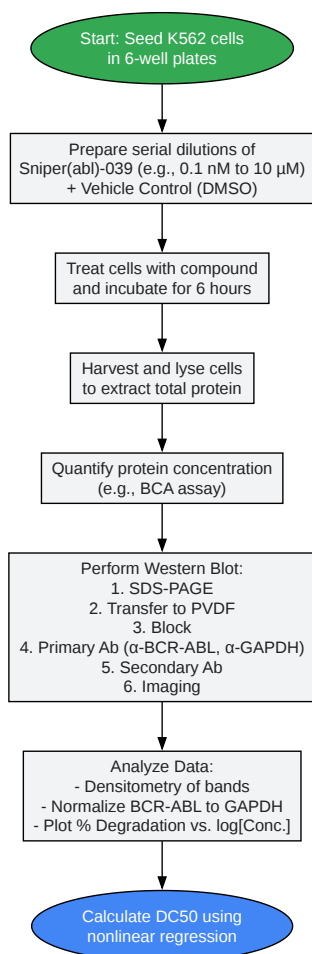 Start: Seed K562 cells
in 6-well plates
Prepare serial dilutions of
Sniper(abl)-039 (e.g., 0.1 nM to 10 µM)
+ Vehicle Control (DMSO)
Treat cells with compound
and incubate for 6 hours
Harvest and lyse cells
to extract total protein
Quantify protein concentration
(e.g., BCA assay)
Perform Western Blot:
1. SDS-PAGE
2. Transfer to PVDF
3. Block
4. Primary Ab (α-BCR-ABL, α-GAPDH)
5. Secondary Ab
6. Imaging
Analyze Data:
- Densitometry of bands
- Normalize BCR-ABL to GAPDH
- Plot % Degradation vs. log[Conc.]
Calculate DC50 using
nonlinear regression